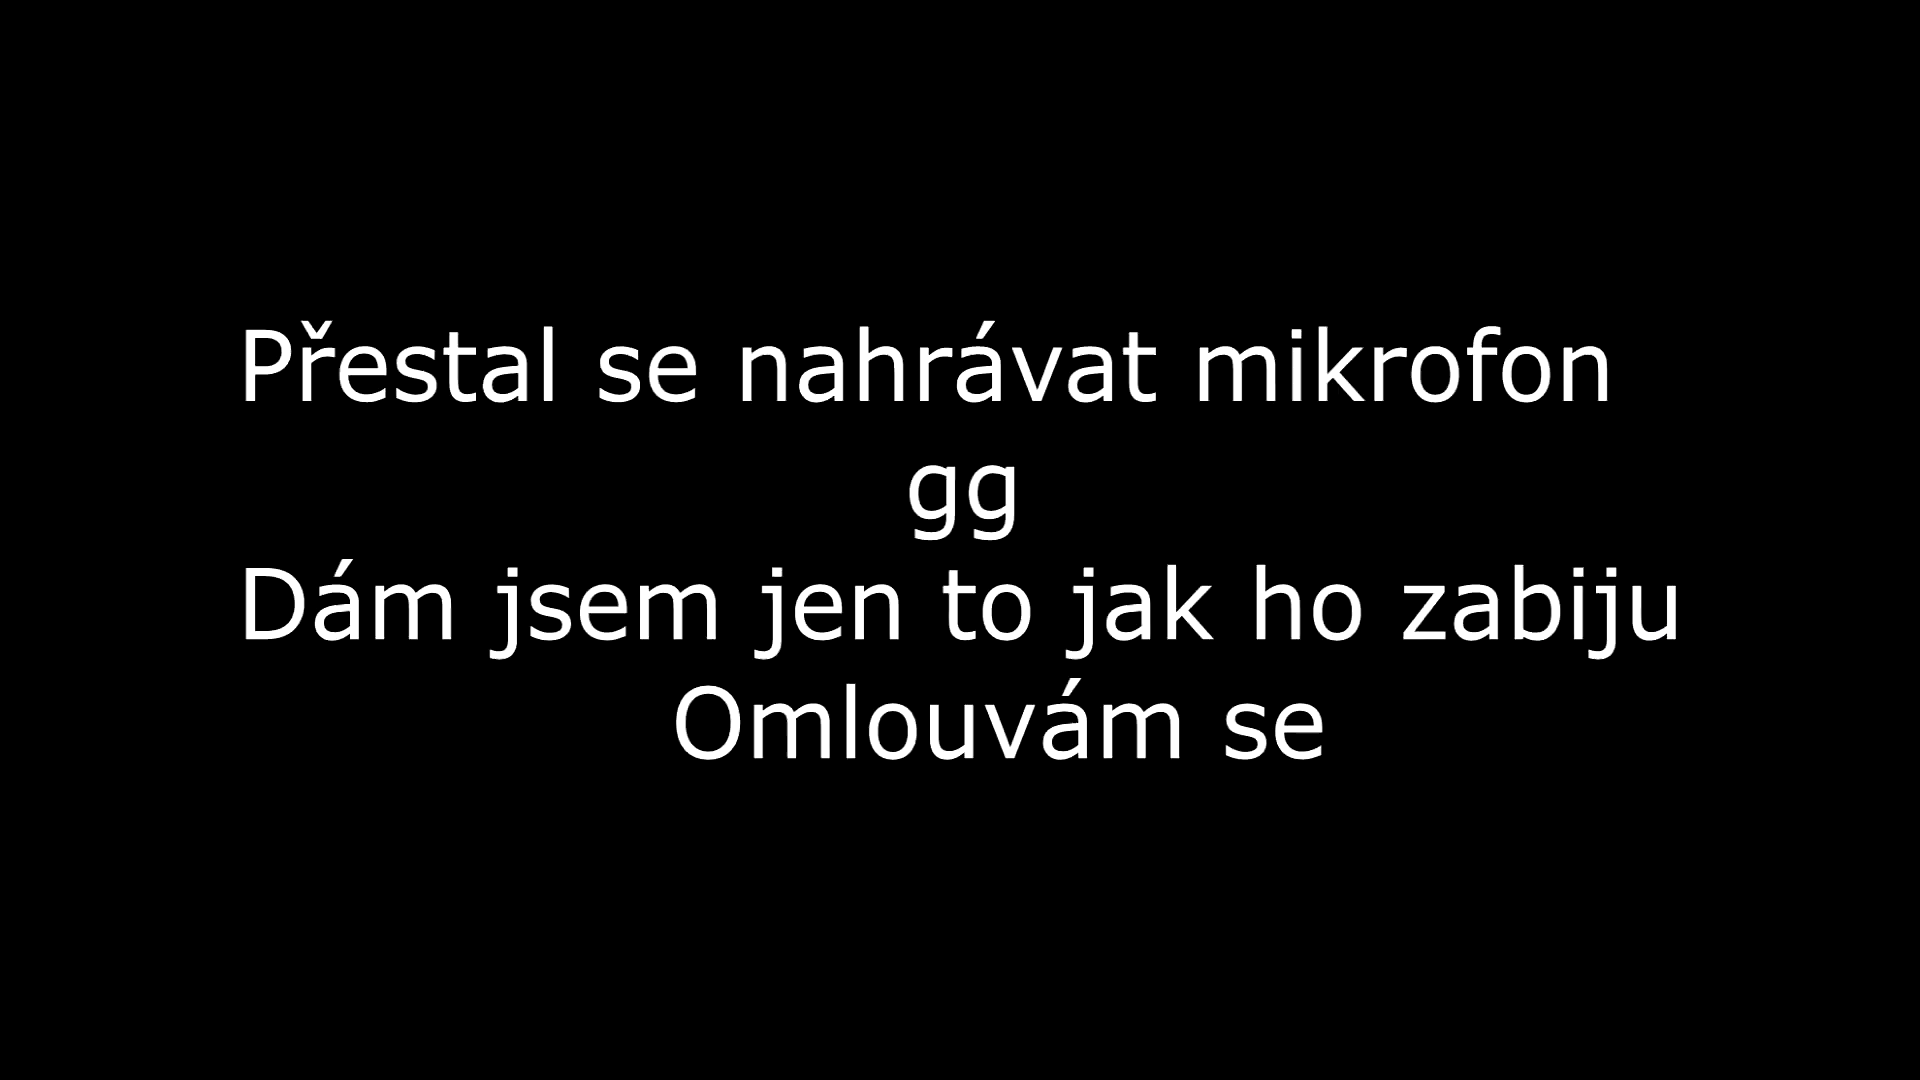 Přestal se nahrávat mikrofon
gg
Dám jsem jen to jak ho zabiju
Omlouvám se